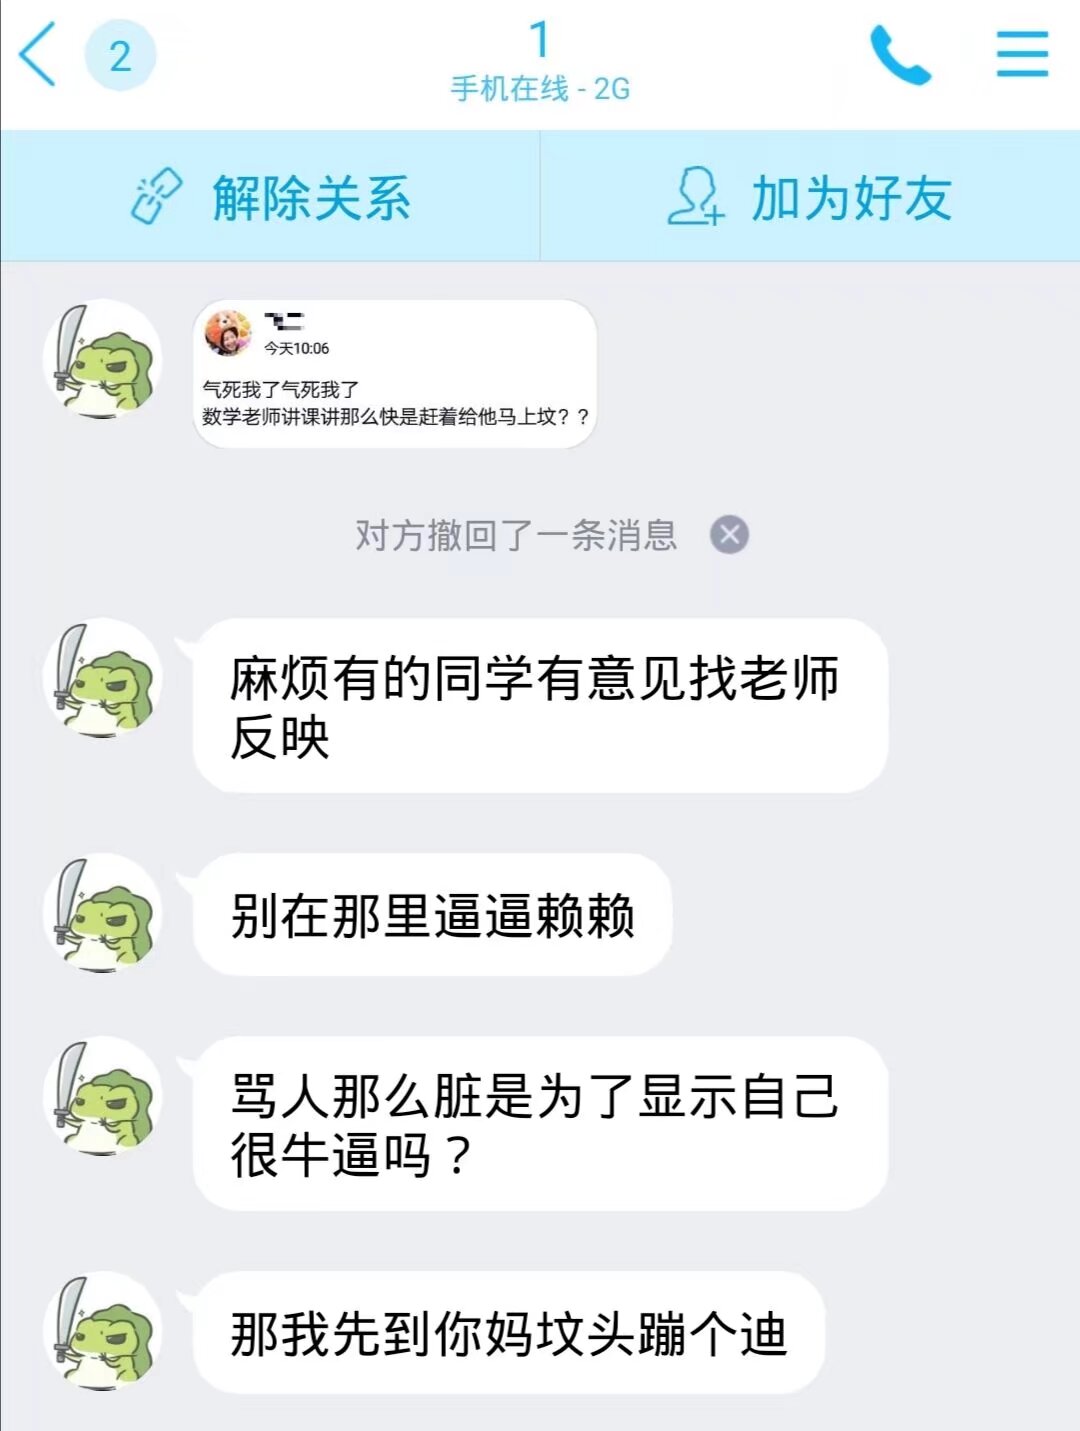 2
1
手机在线 - 2G
解除关系
加为好友
今天10:06
气死我了气死我了
数学老师讲课讲那么快是赶着给他马上坟？？
对方撤回了一条消息
麻烦有的同学有意见找老师
反映
别在那里逼逼赖赖
骂人那么脏是为了显示自己
很牛逼吗？
那我先到你妈坟头蹦个迪